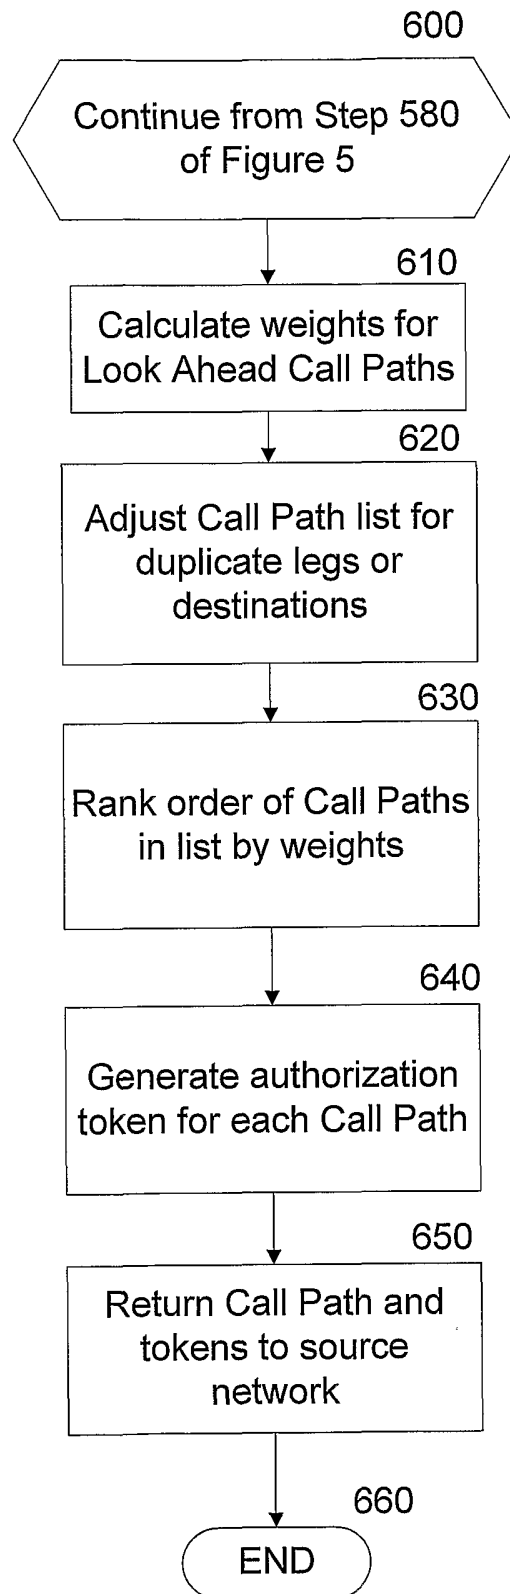 600
Continue from Step 580
of Figure 5
610
Calculate weights for
Look Ahead Call Paths
620
Adjust Call Path list for
duplicate legs or
destinations
630
Rank order of Call Paths
in list by weights
640
Generate authorization
token for each Call Path
650
Return Call Path and
tokens to source
network
660
END